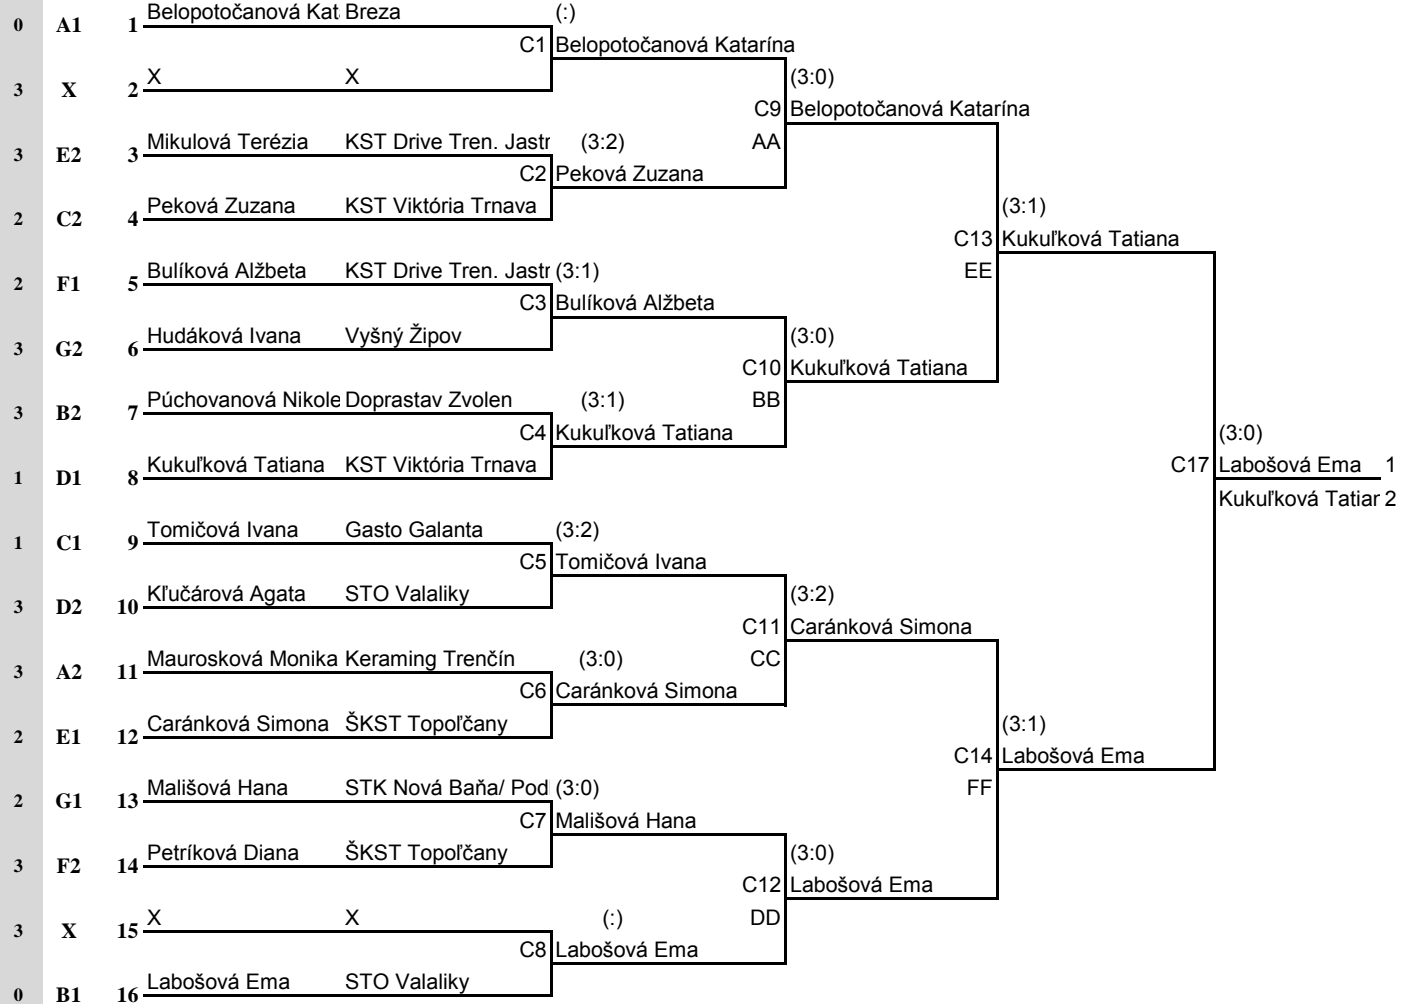 0 A1 1 Belopotočanová Kat Breza (:)
C1 Belopotočanová Katarína
3 X 2 X X (3:0)
C9 Belopotočanová Katarína
3 E2 3 Mikulová Terézia KST Drive Tren. Jastr (3:2) AA
C2 Peková Zuzana
2 C2 4 Peková Zuzana KST Viktória Trnava (3:1)
C13 Kukuľková Tatiana
2 F1 5 Bulíková Alžbeta KST Drive Tren. Jastr (3:1) EE
C3 Bulíková Alžbeta
3 G2 6 Hudáková Ivana Vyšný Žipov (3:0)
C10 Kukuľková Tatiana
3 B2 7 Púchovanová Nikole Doprastav Zvolen (3:1) BB
C4 Kukuľková Tatiana (3:0)
1 D1 8 Kukuľková Tatiana KST Viktória Trnava C17 Labošová Ema 1
Kukuľková Tatiar 2
1 C1 9 Tomičová Ivana Gasto Galanta (3:2)
C5 Tomičová Ivana
3 D2 10 Kľučárová Agata STO Valaliky (3:2)
C11 Caránková Simona
3 A2 11 Maurosková Monika Keraming Trenčín (3:0) CC
C6 Caránková Simona
2 E1 12 Caránková Simona ŠKST Topoľčany (3:1)
C14 Labošová Ema
2 G1 13 Mališová Hana STK Nová Baňa/ Pod (3:0) FF
C7 Mališová Hana
3 F2 14 Petríková Diana ŠKST Topoľčany (3:0)
C12 Labošová Ema
3 X 15 X X (:) DD
C8 Labošová Ema
0 B1 16 Labošová Ema STO Valaliky